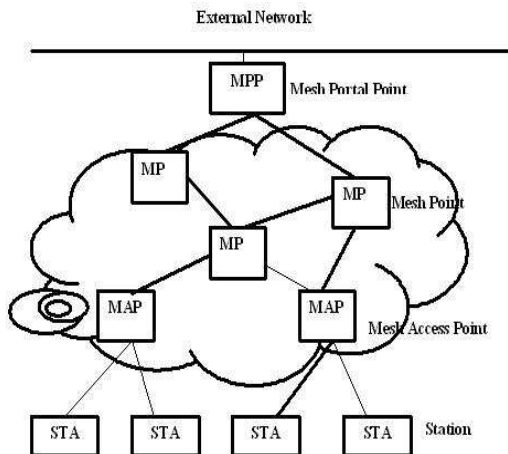 External Network
MPP
Mesh Portal Point
MP
MP
Mesh Point
MP
MAP
MAP
Mesh Access Point
STA
STA
STA
STA
Station